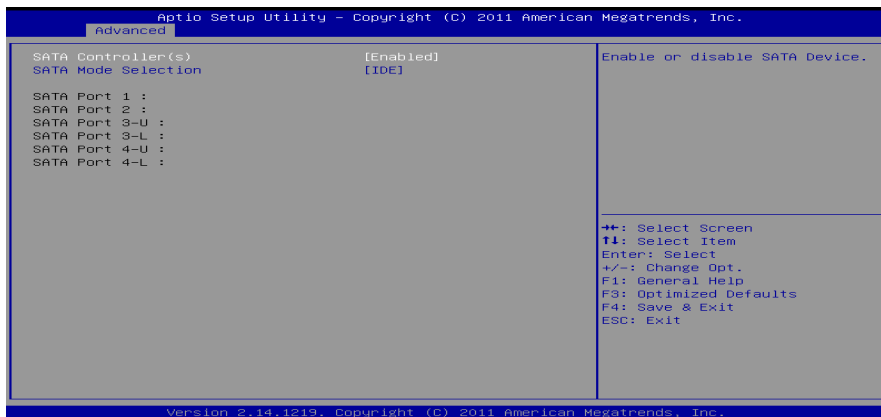 Aptio Setup Utility - Copyright (C) 2011 American Megatrends, Inc.
Advanced
SATA Controller(s) [Enabled]
SATA Mode Selection [IDE]
SATA Port 1 :
SATA Port 2 :
SATA Port 3-U :
SATA Port 3-L :
SATA Port 4-U :
SATA Port 4-L :
Enable or disable SATA Device.
→←: Select Screen
↑↓: Select Item
Enter: Select
+/-: Change Opt.
F1: General Help
F3: Optimized Defaults
F4: Save & Exit
ESC: Exit
Version 2.14.1219. Copyright (C) 2011 American Megatrends, Inc.